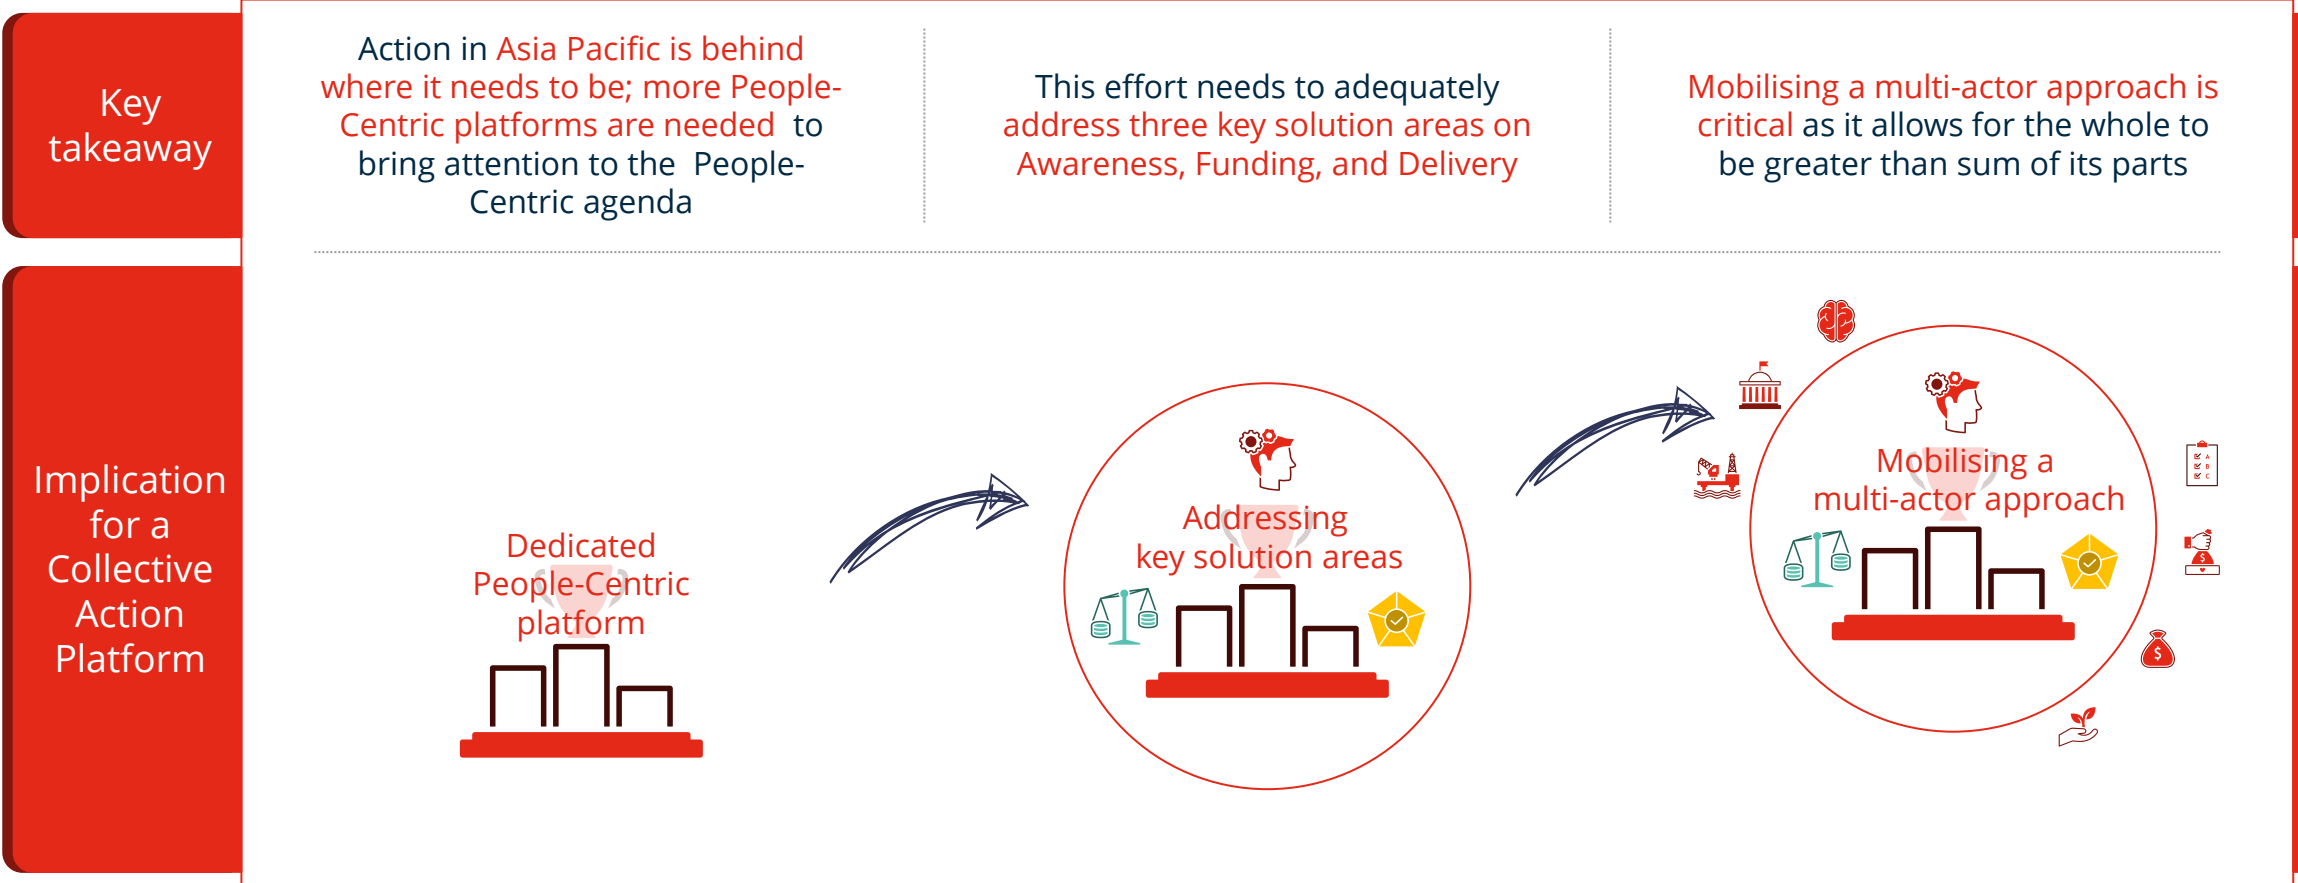 Key
takeaway
Action in Asia Pacific is behind
where it needs to be; more People-
Centric platforms are needed to
bring attention to the People-
Centric agenda
This effort needs to adequately
address three key solution areas on
Awareness, Funding, and Delivery
Mobilising a multi-actor approach is
critical as it allows for the whole to
be greater than sum of its parts
Implication
for a
Collective
Action
Platform
Dedicated
People-Centric
platform
Addressing
key solution areas
Mobilising a
multi-actor approach
A
B
C
$
$